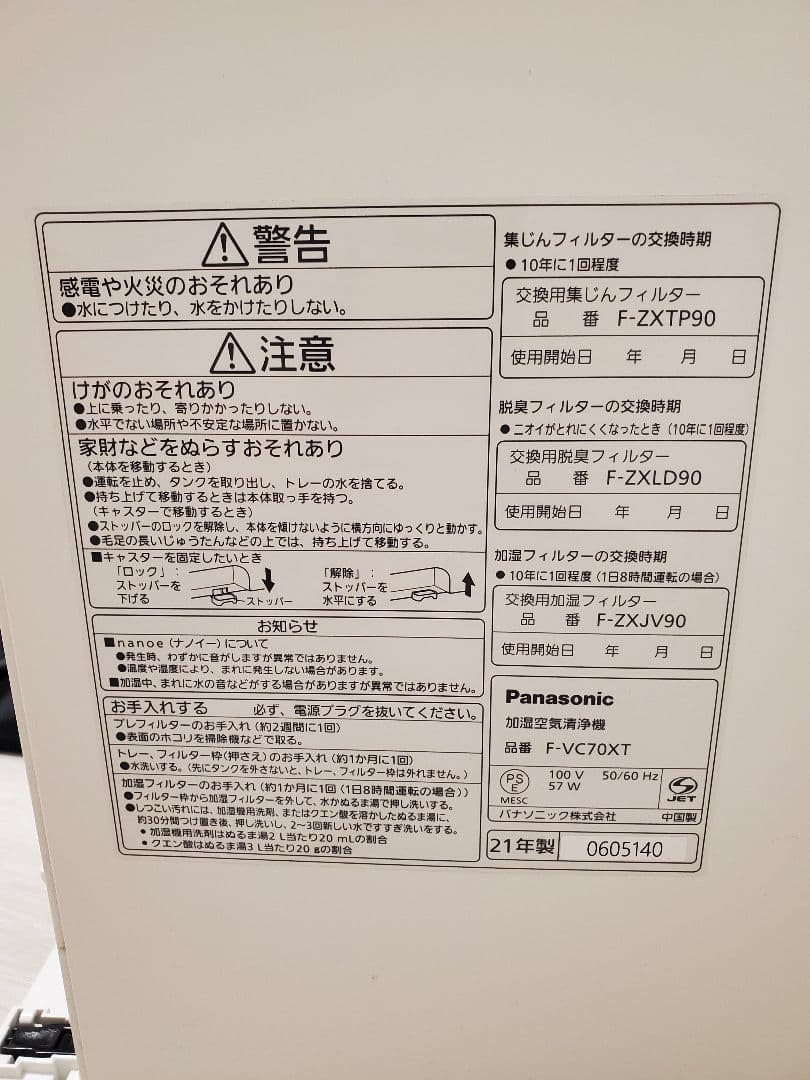 ⚠警告
感電や火災のおそれあり
●水につけたり、水をかけたりしない。
⚠注意
けがのおそれあり
●上に乗ったり、寄りかかったりしない。
●水平でない場所や不安定な場所に置かない。
家財などをぬらすおそれあり
(本体を移動するとき)
●運転を止め、タンクを取り出し、トレーの水を捨てる。
●持ち上げて移動するときは本体取っ手を持つ。
(キャスターで移動するとき)
●ストッパーのロックを解除し、本体を傾けないように横方向にゆっくりと動かす。
●毛足の長いじゅうたんなどの上では、持ち上げて移動する。
■キャスターを固定したいとき
「ロック」:
ストッパーを
下げる
ストッパー
「解除」:
ストッパーを
水平にする
お知らせ
■nanoe(ナノイー)について
●発生時、わずかに音がしますが異常ではありません。
●温度や湿度により、まれに発生しない場合があります。
■加湿中、まれに水の音などがする場合がありますが異常ではありません。
お手入れする 必ず、電源プラグを抜いてください。
プレフィルターのお手入れ(約2週間に1回)
●表面のホコリを掃除機などで取る。
トレー、フィルター枠(押さえ)のお手入れ(約1か月に1回)
●水洗いする。(先にタンクを外さないと、トレー、フィルター枠は外れません。)
加湿フィルターのお手入れ(約1か月に1回(1日8時間運転の場合))
●フィルター枠から加湿フィルターを外して、水かぬるま湯で押し洗いする。
●しつこい汚れには、加湿機用洗剤、またはクエン酸を溶かしたぬるま湯に、
約30分間つけ置き後、押し洗いし、2～3回新しい水ですすぎ洗いをする。
• 加湿機用洗剤はぬるま湯2 L当たり20 mLの割合
• クエン酸はぬるま湯3 L当たり20 gの割合
集じんフィルターの交換時期
●10年に1回程度
交換用集じんフィルター
品 番 F-ZXTP90
使用開始日 年 月 日
脱臭フィルターの交換時期
●ニオイがとれにくくなったとき(10年に1回程度)
交換用脱臭フィルター
品 番 F-ZXLD90
使用開始日 年 月 日
加湿フィルターの交換時期
●10年に1回程度(1日8時間運転の場合)
交換用加湿フィルター
品 番 F-ZXJV90
使用開始日 年 月 日
Panasonic
加湿空気清浄機
品番 F-VC70XT
PS
E
MESC
100 V 50/60 Hz
57 W
JET
パナソニック株式会社 中国製
21年製 0605140